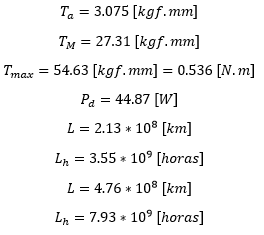 T_a = 3.075 [kgf.mm]
T_M = 27.31 [kgf.mm]
T_max = 54.63 [kgf.mm] = 0.536 [N.m]
P_d = 44.87 [W]
L = 2.13 * 10^8 [km]
L_h = 3.55 * 10^9 [horas]
L = 4.76 * 10^8 [km]
L_h = 7.93 * 10^9 [horas]